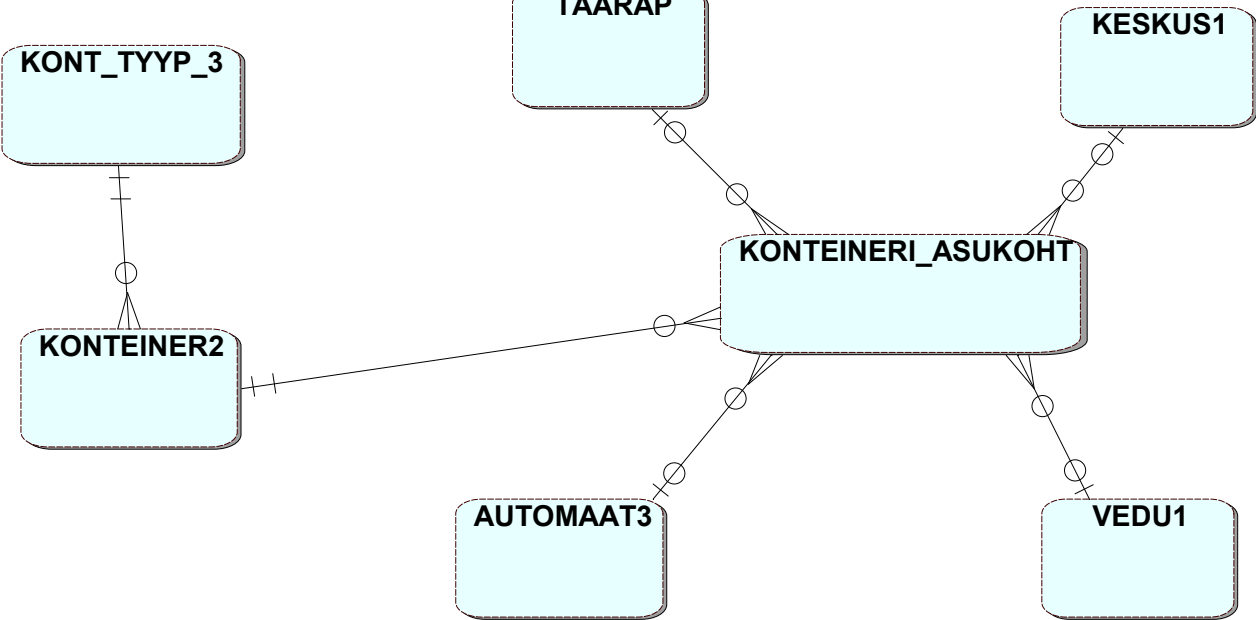 TAARAP
KESKUS1
KONT_TYYP_3
KONTEINERI_ASUKOHT
KONTEINER2
AUTOMAAT3
VEDU1